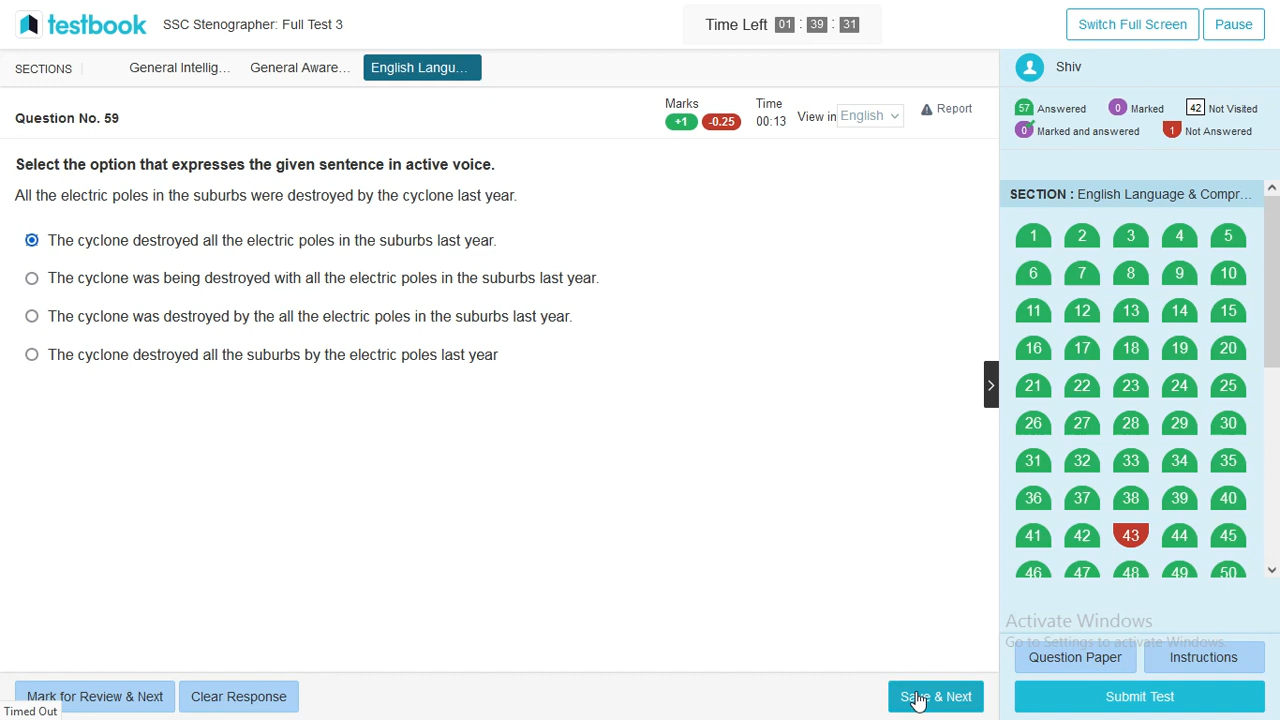 testbook SSC Stenographer: Full Test 3 Time Left 01 : 39 : 31 Switch Full Screen Pause
SECTIONS General Intellig... General Aware... English Langu... Shiv
Question No. 59 Marks +1 -0.25 Time 00:13 View in English Report
57 Answered 0 Marked 42 Not Visited
0 Marked and answered 1 Not Answered
Select the option that expresses the given sentence in active voice.
All the electric poles in the suburbs were destroyed by the cyclone last year.
The cyclone destroyed all the electric poles in the suburbs last year.
The cyclone was being destroyed with all the electric poles in the suburbs last year.
The cyclone was destroyed by the all the electric poles in the suburbs last year.
The cyclone destroyed all the suburbs by the electric poles last year
SECTION : English Language & Compr...
1 2 3 4 5
6 7 8 9 10
11 12 13 14 15
16 17 18 19 20
21 22 23 24 25
26 27 28 29 30
31 32 33 34 35
36 37 38 39 40
41 42 43 44 45
46 47 48 49 50
Activate Windows
Go to Settings to activate Windows.
Question Paper Instructions
Mark for Review & Next Clear Response Save & Next Submit Test
Timed Out